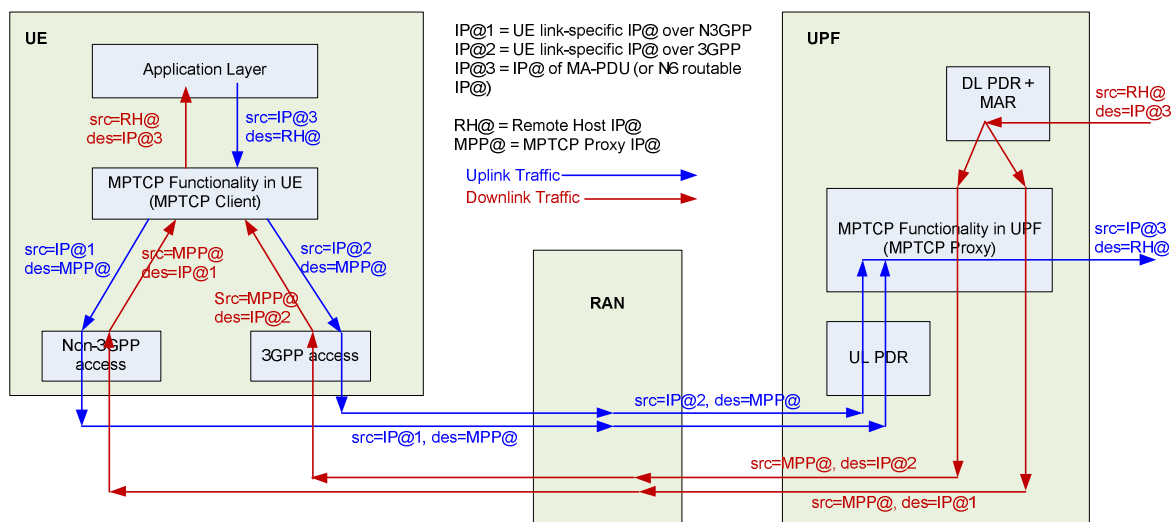 UE
Application Layer
src=RH@
des=IP@3
src=IP@3
des=RH@
MPTCP Functionality in UE
(MPTCP Client)
src=IP@1
des=MPP@
src=MPP@
des=IP@1
Src=MPP@
des=IP@2
src=IP@2
des=MPP@
Non-3GPP
access
3GPP access
IP@1 = UE link-specific IP@ over N3GPP
IP@2 = UE link-specific IP@ over 3GPP
IP@3 = IP@ of MA-PDU (or N6 routable
IP@)
RH@ = Remote Host IP@
MPP@ = MPTCP Proxy IP@
Uplink Traffic
Downlink Traffic
RAN
UPF
DL PDR +
MAR
src=RH@
des=IP@3
MPTCP Functionality in UPF
(MPTCP Proxy)
src=IP@3
des=RH@
UL PDR
src=IP@2, des=MPP@
src=IP@1, des=MPP@
src=MPP@, des=IP@2
src=MPP@, des=IP@1